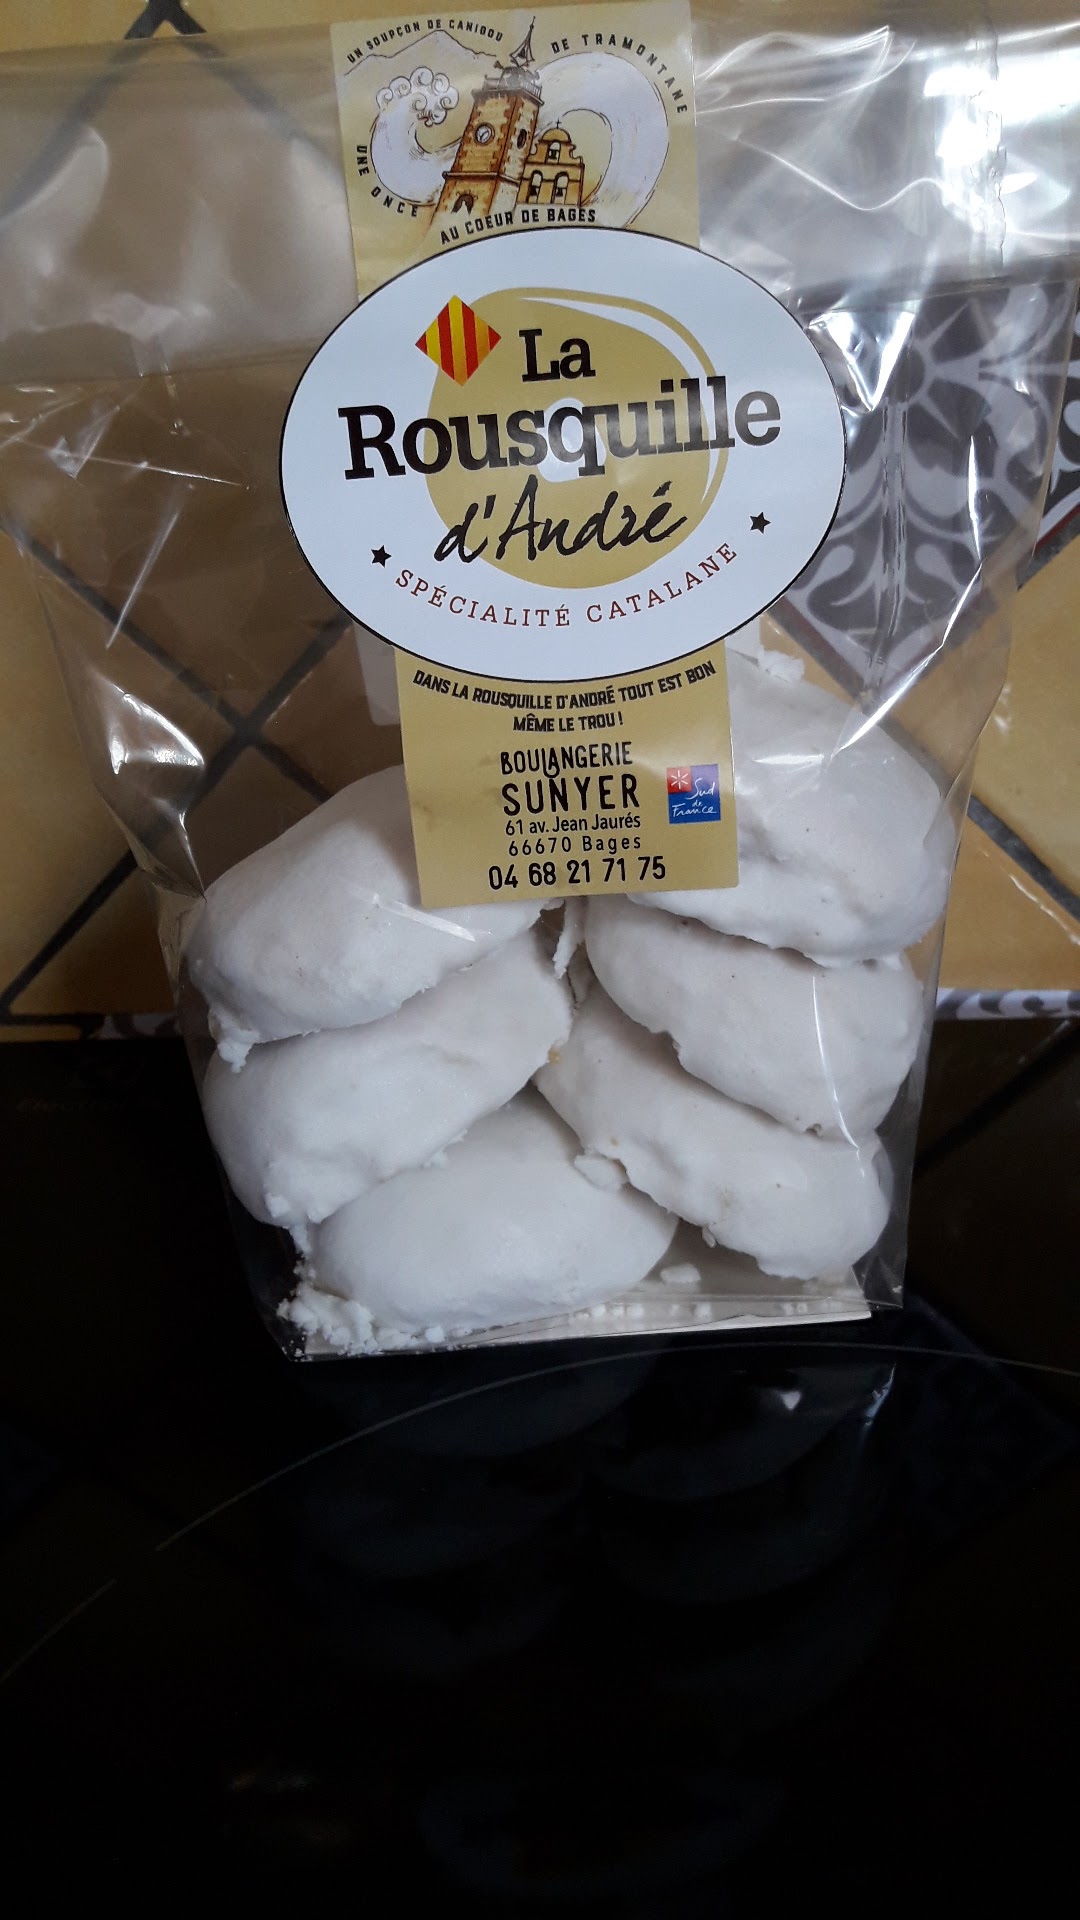 UN SOUPÇON DE CANIGOU
DE TRAMONTANE
UNE ONCE
AU COEUR DE BAGES
La
Rousquille
d'André
SPÉCIALITÉ CATALANE
DANS LA ROUSQUILLE D'ANDRÉ TOUT EST BON
MÊME LE TROU !
BOULANGERIE
SUNYER
Sud
de
France
61 av. Jean Jaurés
66670 Bages
04 68 21 71 75